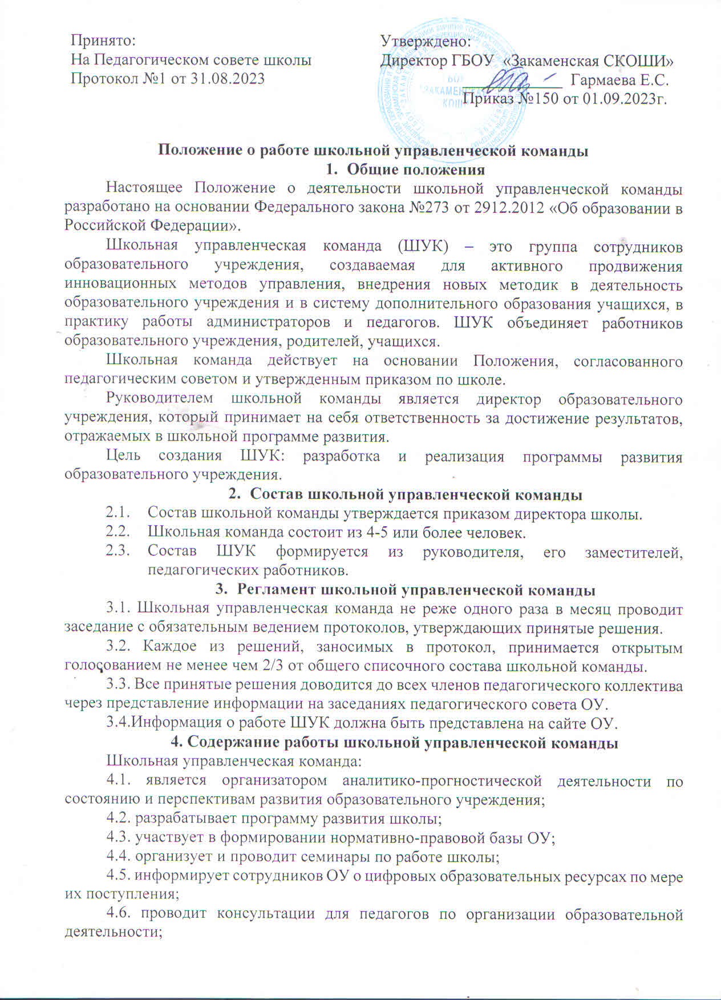 Принято:
На Педагогическом совете школы
Протокол №1 от 31.08.2023
Утверждено:
Директор ГБОУ «Закаменская СКОШИ»
Гармаева Е.С.
Приказ №150 от 01.09.2023г.
ЗАКАМЕНСКАЯ
Положение о работе школьной управленческой команды
1. Общие положения
Настоящее Положение о деятельности школьной управленческой команды
разработано на основании Федерального закона №273 от 2912.2012 «Об образовании в
Российской Федерации».
Школьная управленческая команда (ШУК) – это группа сотрудников
образовательного учреждения, создаваемая для активного продвижения
инновационных методов управления, внедрения новых методик в деятельность
образовательного учреждения и в систему дополнительного образования учащихся, в
практику работы администраторов и педагогов. ШУК объединяет работников
образовательного учреждения, родителей, учащихся.
Школьная команда действует на основании Положения, согласованного
педагогическим советом и утвержденным приказом по школе.
Руководителем школьной команды является директор образовательного
учреждения, который принимает на себя ответственность за достижение результатов,
отражаемых в школьной программе развития.
Цель создания ШУК: разработка и реализация программы развития
образовательного учреждения.
2. Состав школьной управленческой команды
2.1. Состав школьной команды утверждается приказом директора школы.
2.2. Школьная команда состоит из 4-5 или более человек.
2.3. Состав ШУК формируется из руководителя, его заместителей,
педагогических работников.
3. Регламент школьной управленческой команды
3.1. Школьная управленческая команда не реже одного раза в месяц проводит
заседание с обязательным ведением протоколов, утверждающих принятые решения.
3.2. Каждое из решений, заносимых в протокол, принимается открытым
голосованием не менее чем 2/3 от общего списочного состава школьной команды.
3.3. Все принятые решения доводится до всех членов педагогического коллектива
через представление информации на заседаниях педагогического совета ОУ.
3.4.Информация о работе ШУК должна быть представлена на сайте ОУ.
4. Содержание работы школьной управленческой команды
Школьная управленческая команда:
4.1. является организатором аналитико-прогностической деятельности по
состоянию и перспективам развития образовательного учреждения;
4.2. разрабатывает программу развития школы;
4.3. участвует в формировании нормативно-правовой базы ОУ;
4.4. организует и проводит семинары по работе школы;
4.5. информирует сотрудников ОУ о цифровых образовательных ресурсах по мере
их поступления;
4.6. проводит консультации для педагогов по организации образовательной
деятельности;